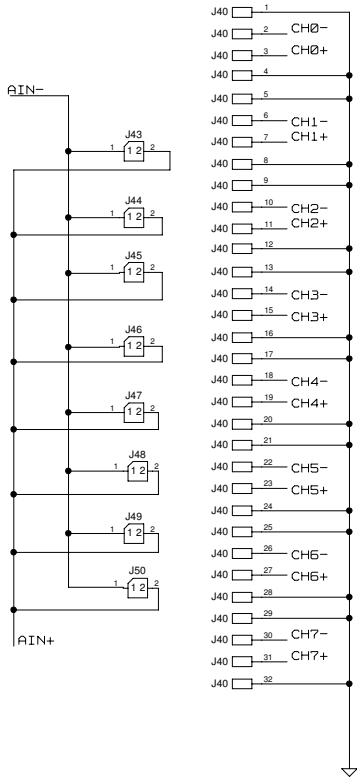 AIN-
J43
1 1 2 2
J44
1 1 2 2
J45
1 1 2 2
J46
1 1 2 2
J47
1 1 2 2
J48
1 1 2 2
J49
1 1 2 2
J50
1 1 2 2
AIN+
J40 1
J40 2 CH0-
J40 3 CH0+
J40 4
J40 5
J40 6 CH1-
J40 7 CH1+
J40 8
J40 9
J40 10 CH2-
J40 11 CH2+
J40 12
J40 13
J40 14 CH3-
J40 15 CH3+
J40 16
J40 17
J40 18 CH4-
J40 19 CH4+
J40 20
J40 21
J40 22 CH5-
J40 23 CH5+
J40 24
J40 25
J40 26 CH6-
J40 27 CH6+
J40 28
J40 29
J40 30 CH7-
J40 31 CH7+
J40 32